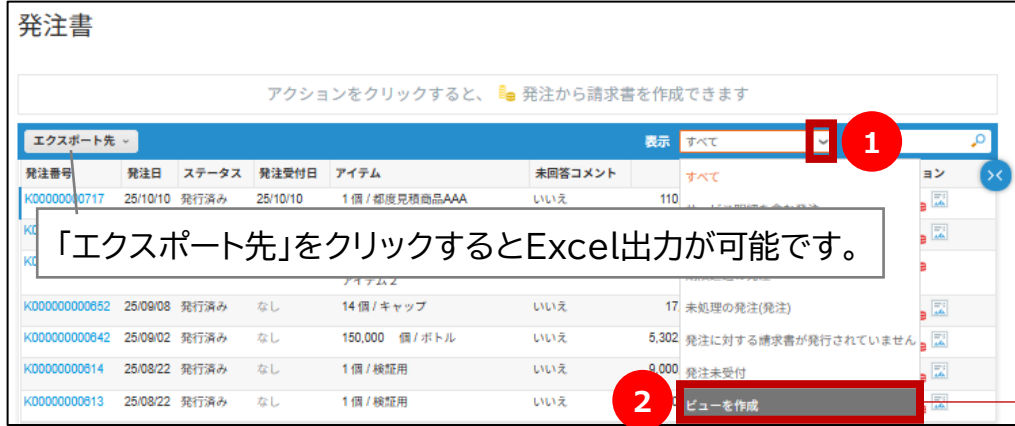 発注書
アクションをクリックすると、 発注から請求書を作成できます
エクスポート先 表示 すべて 1
発注番号 発注日 ステータス 発注受付日 アイテム 未回答コメント ョン
すべて
K00000000717 25/10/10 発行済み 25/10/10 1 個 / 都度見積商品AAA いいえ 110
「エクスポート先」をクリックするとExcel出力が可能です。
アイテム 2
K000000000652 25/09/08 発行済み なし 14 個 / キャップ いいえ 17 未処理の発注(発注)
K000000000642 25/09/02 発行済み なし 150,000 個 / ボトル いいえ 5,302 発注に対する請求書が発行されていません
K00000000614 25/08/22 発行済み なし 1 個 / 検証用 いいえ 9,000 発注未受付
K00000000613 25/08/22 発行済み なし 1 個 / 検証用 いいえ 2 ビューを作成